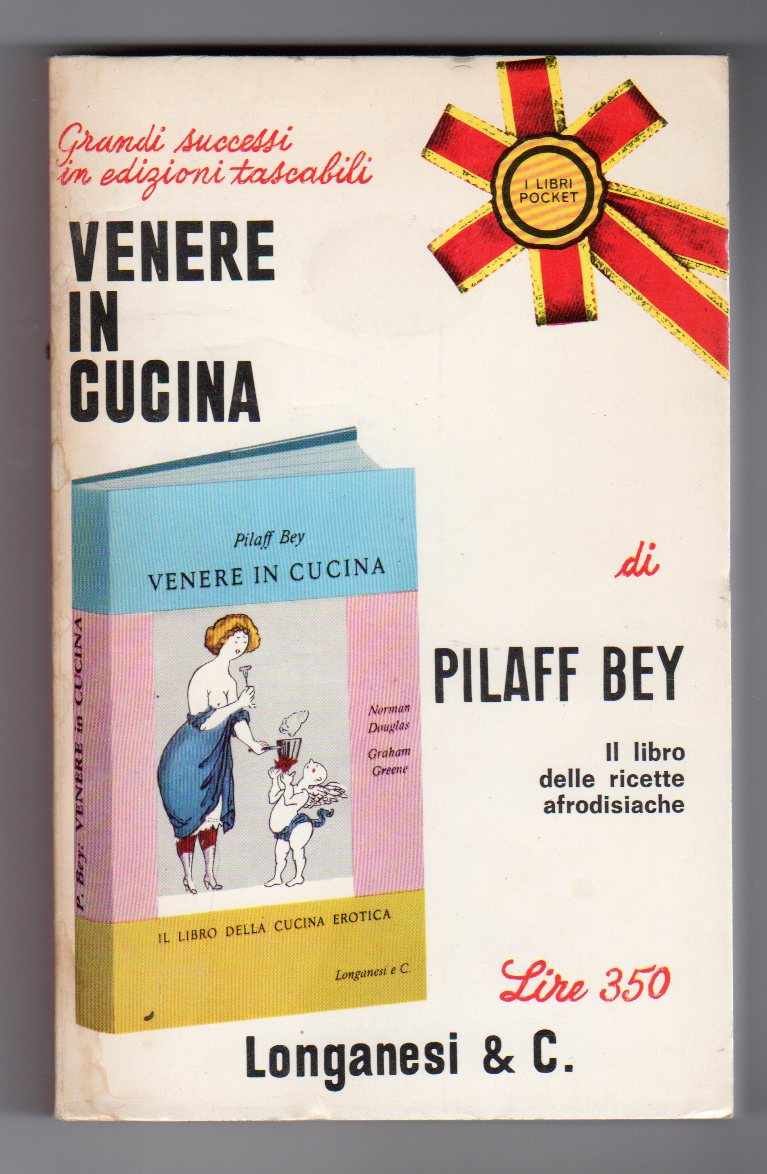 Grandi successi
in edizioni tascabili
I LIBRI
POCKET
VENERE
IN
CUCINA
Pilaff Bey
VENERE IN CUCINA
P. Bey: VENERE in CUCINA
Norman
Douglas
Graham
Greene
IL LIBRO DELLA CUCINA EROTICA
Longanesi e C.
di
PILAFF BEY
Il libro
delle ricette
afrodisiache
Lire 350
Longanesi & C.